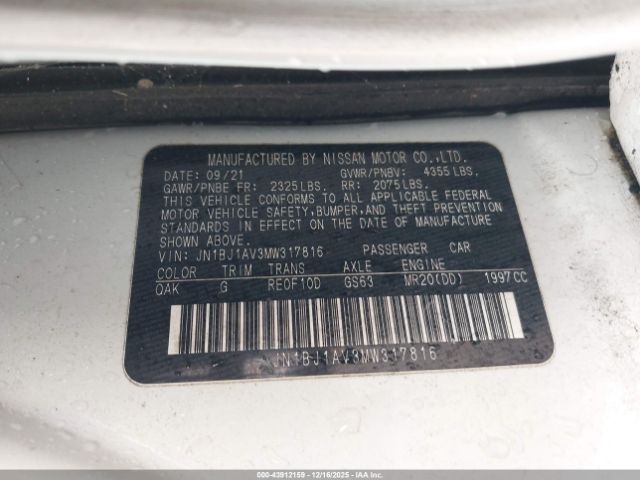 MANUFACTURED BY NISSAN MOTOR CO.,LTD.
DATE: 09/21 GVWR/PNBV: 4355 LBS.
GAWR/PNBE FR: 2325 LBS. RR: 2075 LBS.
THIS VEHICLE CONFORMS TO ALL APPLICABLE FEDERAL
MOTOR VEHICLE SAFETY, BUMPER, AND THEFT PREVENTION
STANDARDS IN EFFECT ON THE DATE OF MANUFACTURE
SHOWN ABOVE.
VIN: JN1BJ1AV3MW317816 PASSENGER CAR
COLOR TRIM TRANS AXLE ENGINE
QAK G RE0F10D GS63 MR20(DD) 1997CC
JN1BJ1AV3MW317816
000-43912159 | 12/16/2025 | IAAI.COM